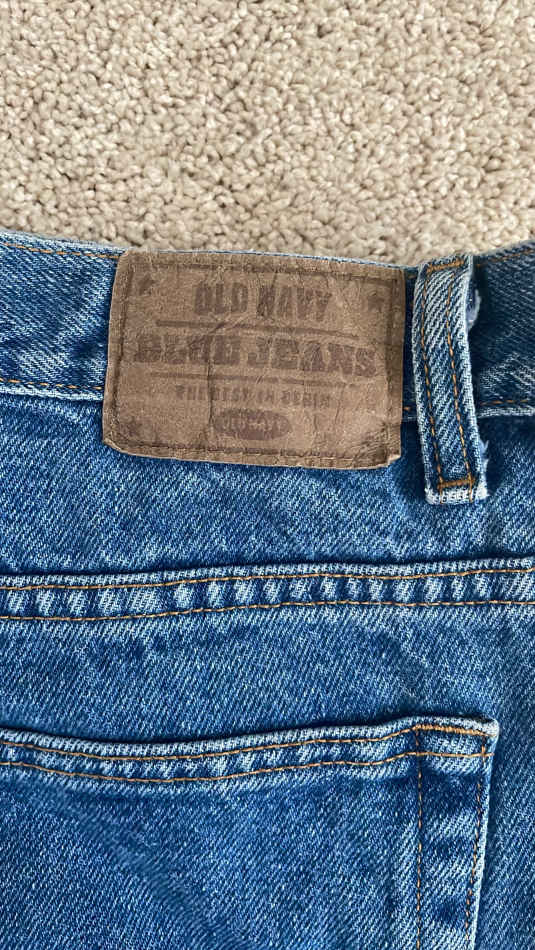 OLD NAVY
BLUE JEANS
THE BEST IN DENIM
OLD NAVY